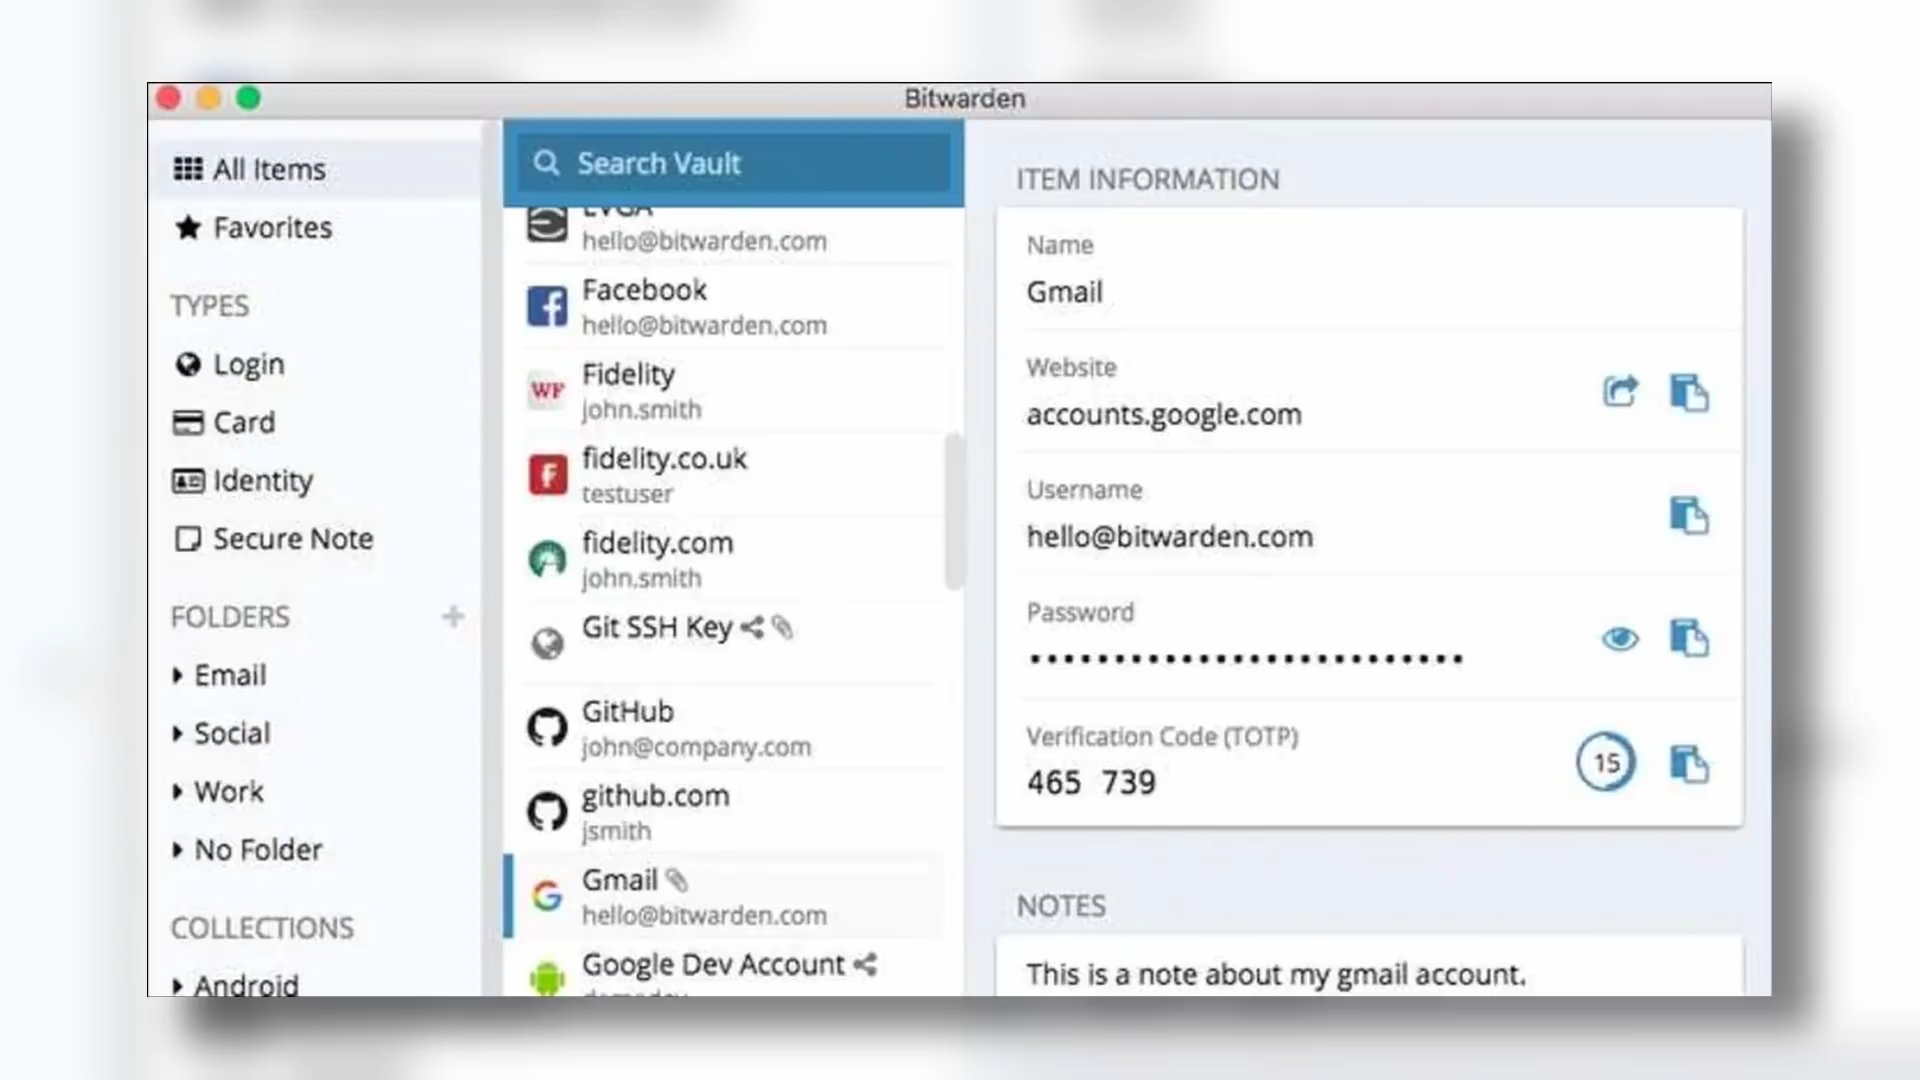 Bitwarden
All Items
Favorites
TYPES
Login
Card
Identity
Secure Note
FOLDERS
Email
Social
Work
No Folder
COLLECTIONS
Android
Search Vault
EVGA
hello@bitwarden.com
Facebook
hello@bitwarden.com
WF
Fidelity
john.smith
F
fidelity.co.uk
testuser
fidelity.com
john.smith
Git SSH Key
GitHub
john@company.com
github.com
jsmith
Gmail
hello@bitwarden.com
Google Dev Account
ITEM INFORMATION
Name
Gmail
Website
accounts.google.com
Username
hello@bitwarden.com
Password
Verification Code (TOTP)
465 739
15
NOTES
This is a note about my gmail account.